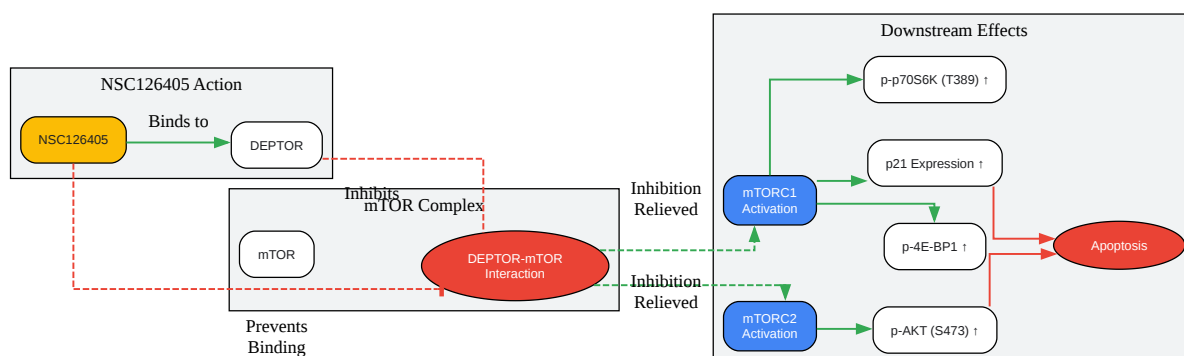 Downstream Effects
NSC126405 Action
p-p70S6K (T389) ↑
Binds to
NSC126405
DEPTOR
p21 Expression ↑
Inhibits
mTOR Complex
Inhibition
Relieved
mTORC1
Activation
mTOR
DEPTOR-mTOR
Interaction
p-4E-BP1 ↑
Apoptosis
Inhibition
Relieved
Prevents
Binding
mTORC2
Activation
p-AKT (S473) ↑